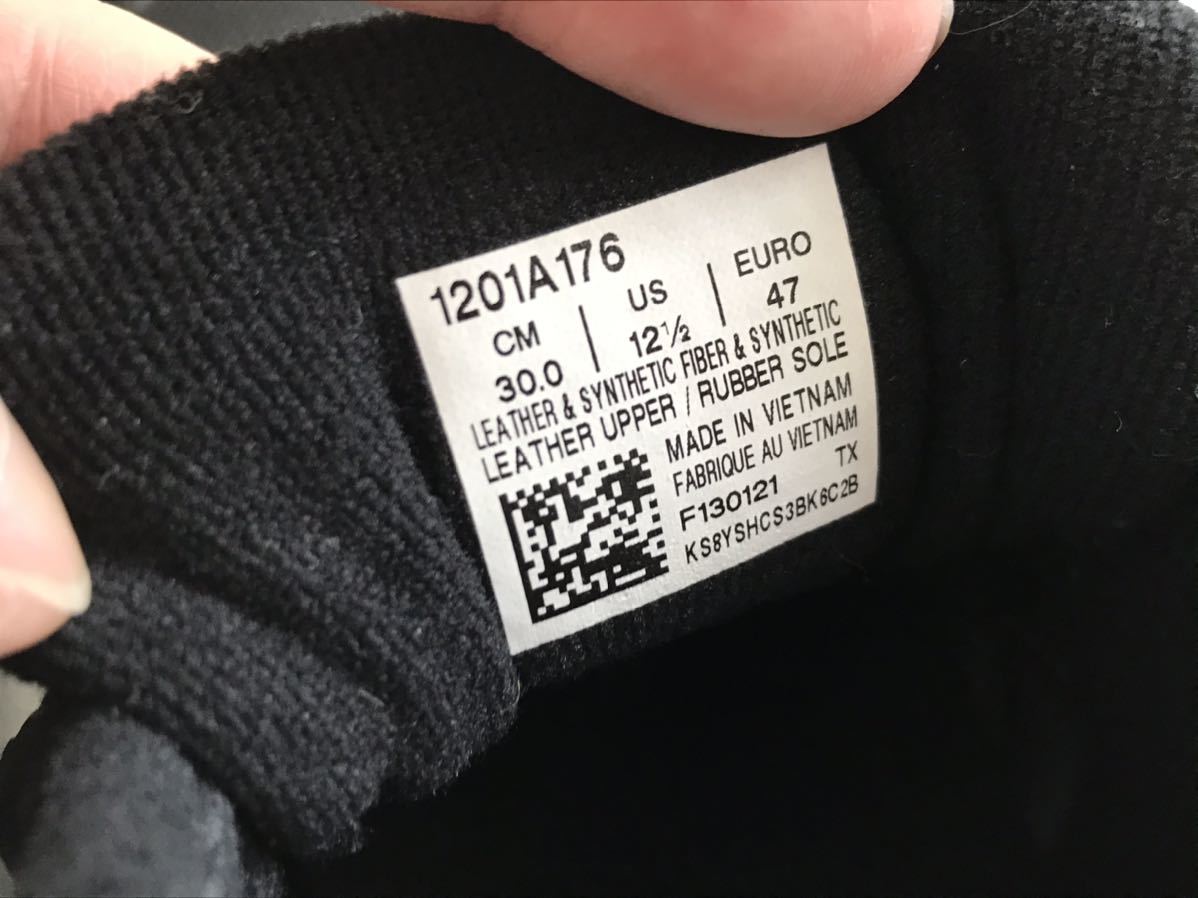 1201A176
CM | US | EURO
30.0 | 12½ | 47
LEATHER & SYNTHETIC FIBER & SYNTHETIC
LEATHER UPPER / RUBBER SOLE
MADE IN VIETNAM
FABRIQUE AU VIETNAM
TX
F130121
KS8YSHCS3BK6C2B